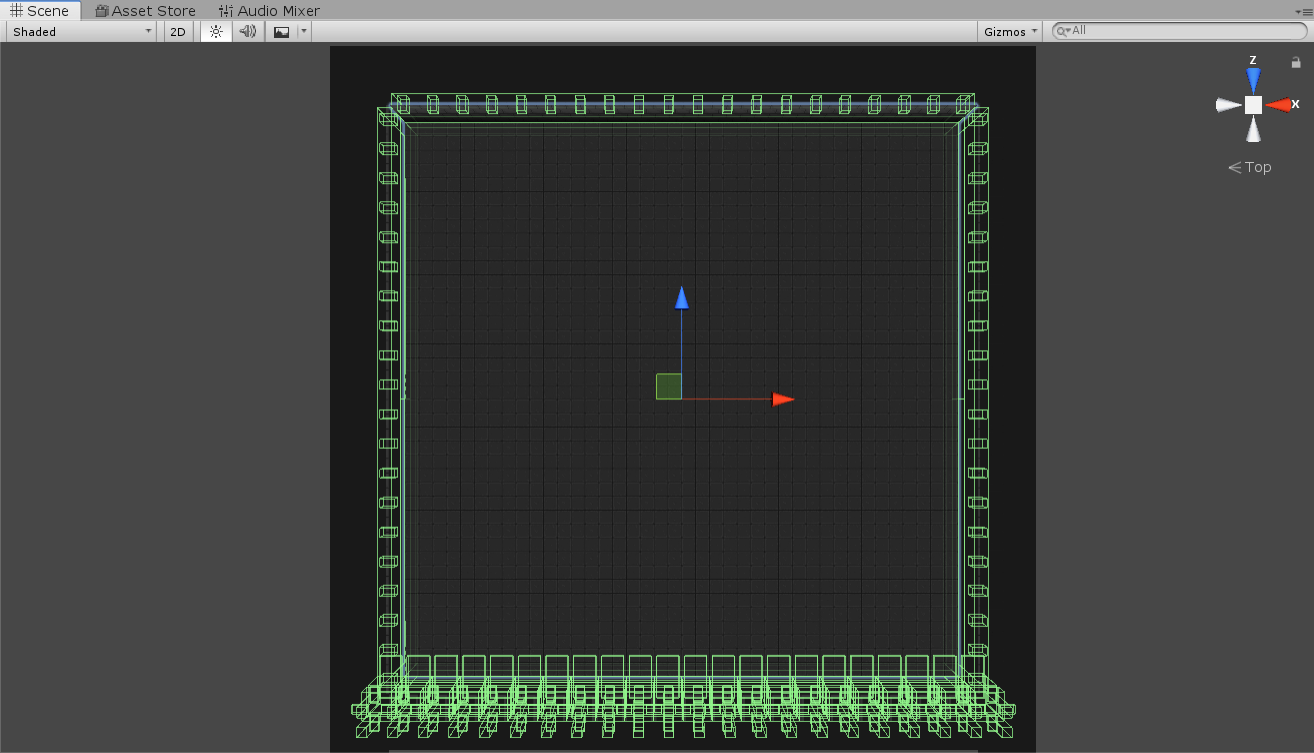 Scene Asset Store Audio Mixer
Shaded 2D Gizmos All
Z
X
< Top